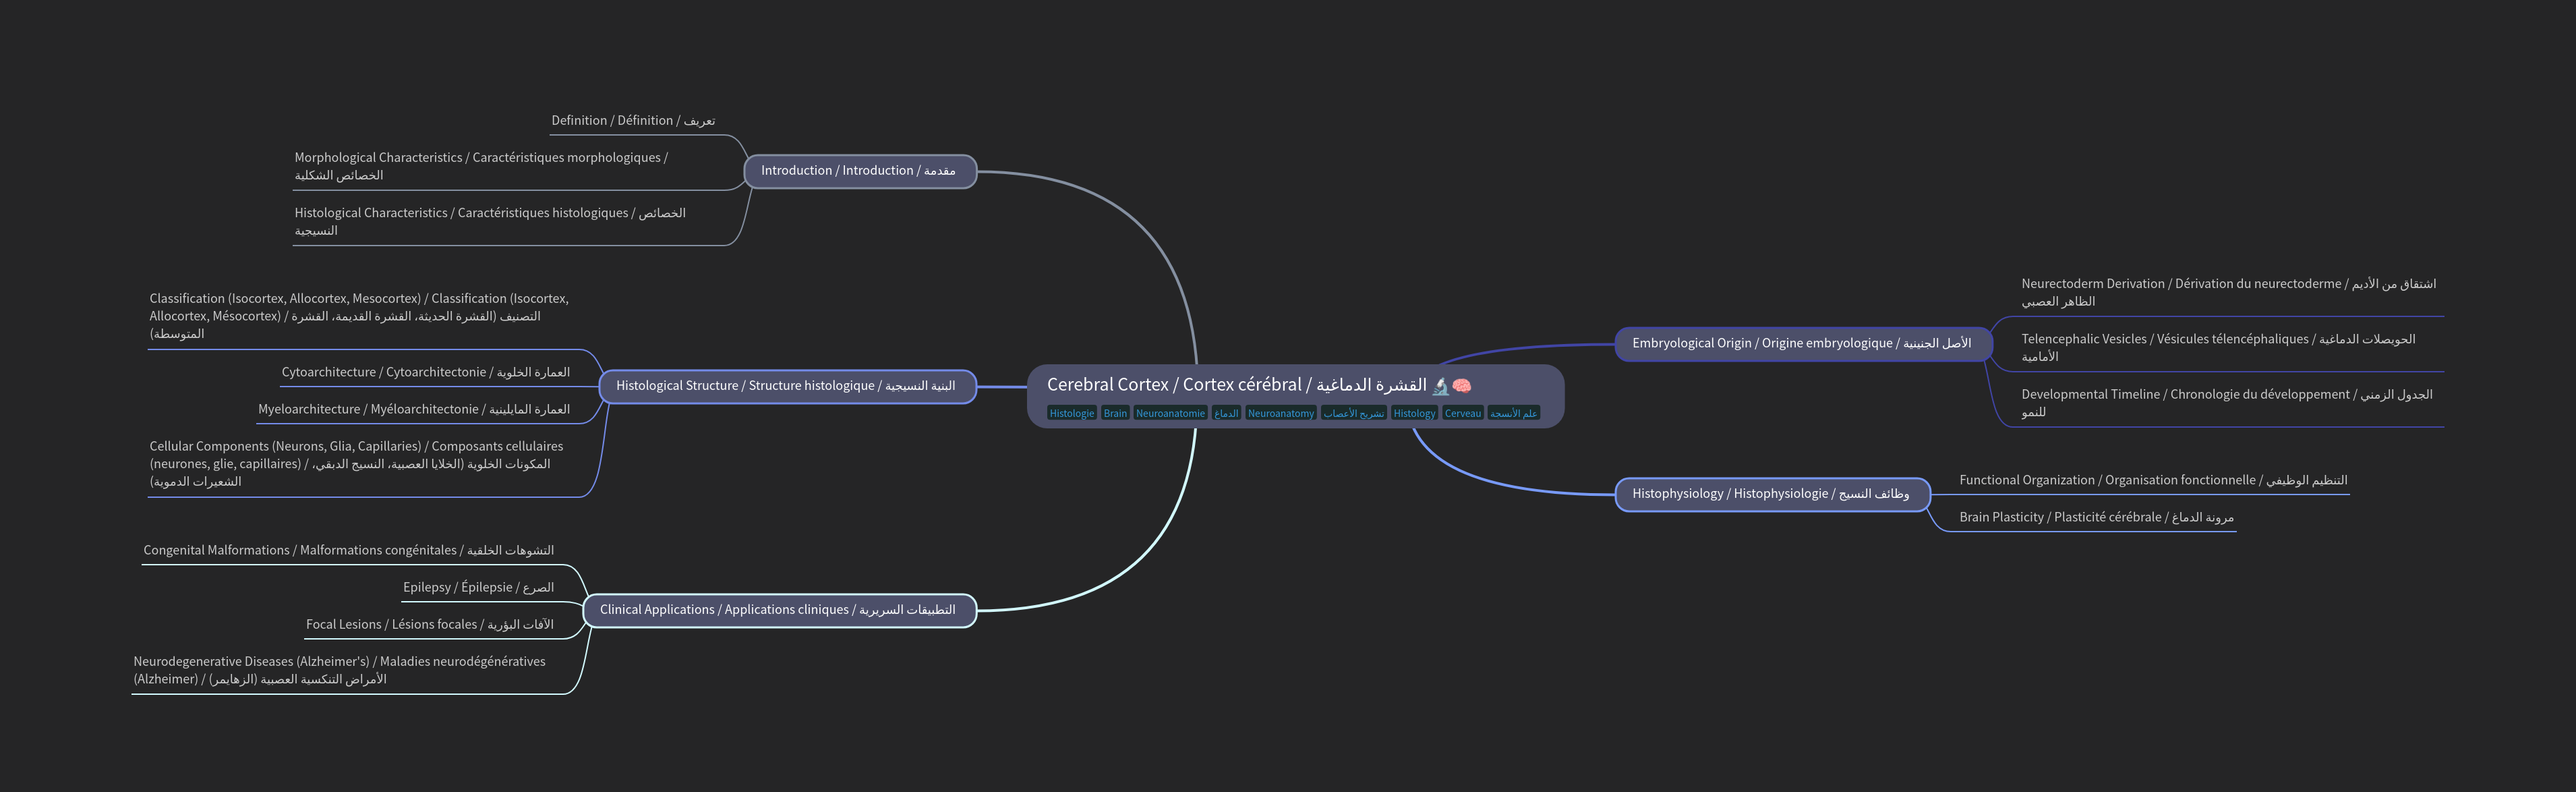 Cerebral Cortex / Cortex cérébral / القشرة الدماغية 🔬🧠
Histologie Brain Neuroanatomie الدماغ Neuroanatomy تشريح الأعصاب Histology Cerveau علم الأنسجة
Introduction / Introduction / مقدمة
Definition / Définition / تعريف
Morphological Characteristics / Caractéristiques morphologiques /
الخصائص الشكلية
Histological Characteristics / Caractéristiques histologiques / الخصائص
النسيجية
Histological Structure / Structure histologique / البنية النسيجية
Classification (Isocortex, Allocortex, Mesocortex) / Classification (Isocortex,
Allocortex, Mésocortex) / التصنيف (القشرة الحديثة، القشرة القديمة، القشرة
المتوسطة)
Cytoarchitecture / Cytoarchitectonie / العمارة الخلوية
Myeloarchitecture / Myéloarchitectonie / العمارة المايلينية
Cellular Components (Neurons, Glia, Capillaries) / Composants cellulaires
(neurones, glie, capillaires) / المكونات الخلوية (الخلايا العصبية، النسيج الدبقي،
الشعيرات الدموية)
Clinical Applications / Applications cliniques / التطبيقات السريرية
Congenital Malformations / Malformations congénitales / التشوهات الخلقية
Epilepsy / Épilepsie / الصرع
Focal Lesions / Lésions focales / الآفات البؤرية
Neurodegenerative Diseases (Alzheimer's) / Maladies neurodégénératives
(Alzheimer) / الأمراض التنكسية العصبية (الزهايمر)
Embryological Origin / Origine embryologique / الأصل الجنينية
Neurectoderm Derivation / Dérivation du neurectoderme / اشتقاق من الأديم
الظاهر العصبي
Telencephalic Vesicles / Vésicules télencéphaliques / الحويصلات الدماغية
الأمامية
Developmental Timeline / Chronologie du développement / الجدول الزمني
للنمو
Histophysiology / Histophysiologie / وظائف النسيج
Functional Organization / Organisation fonctionnelle / التنظيم الوظيفي
Brain Plasticity / Plasticité cérébrale / مرونة الدماغ